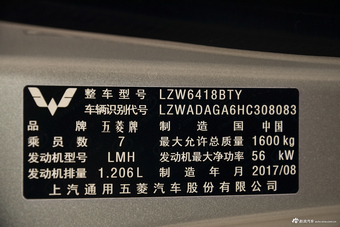 整车型号 LZW6418BTY
车辆识别代号 LZWADAGA6HC308083
品牌 五菱牌 制造国 中国
乘员数 7 最大允许总质量 1600kg
发动机型号 LMH 发动机最大净功率 56 kW
发动机排量 1.206L 制造年月 2017/08
上汽通用五菱汽车股份有限公司